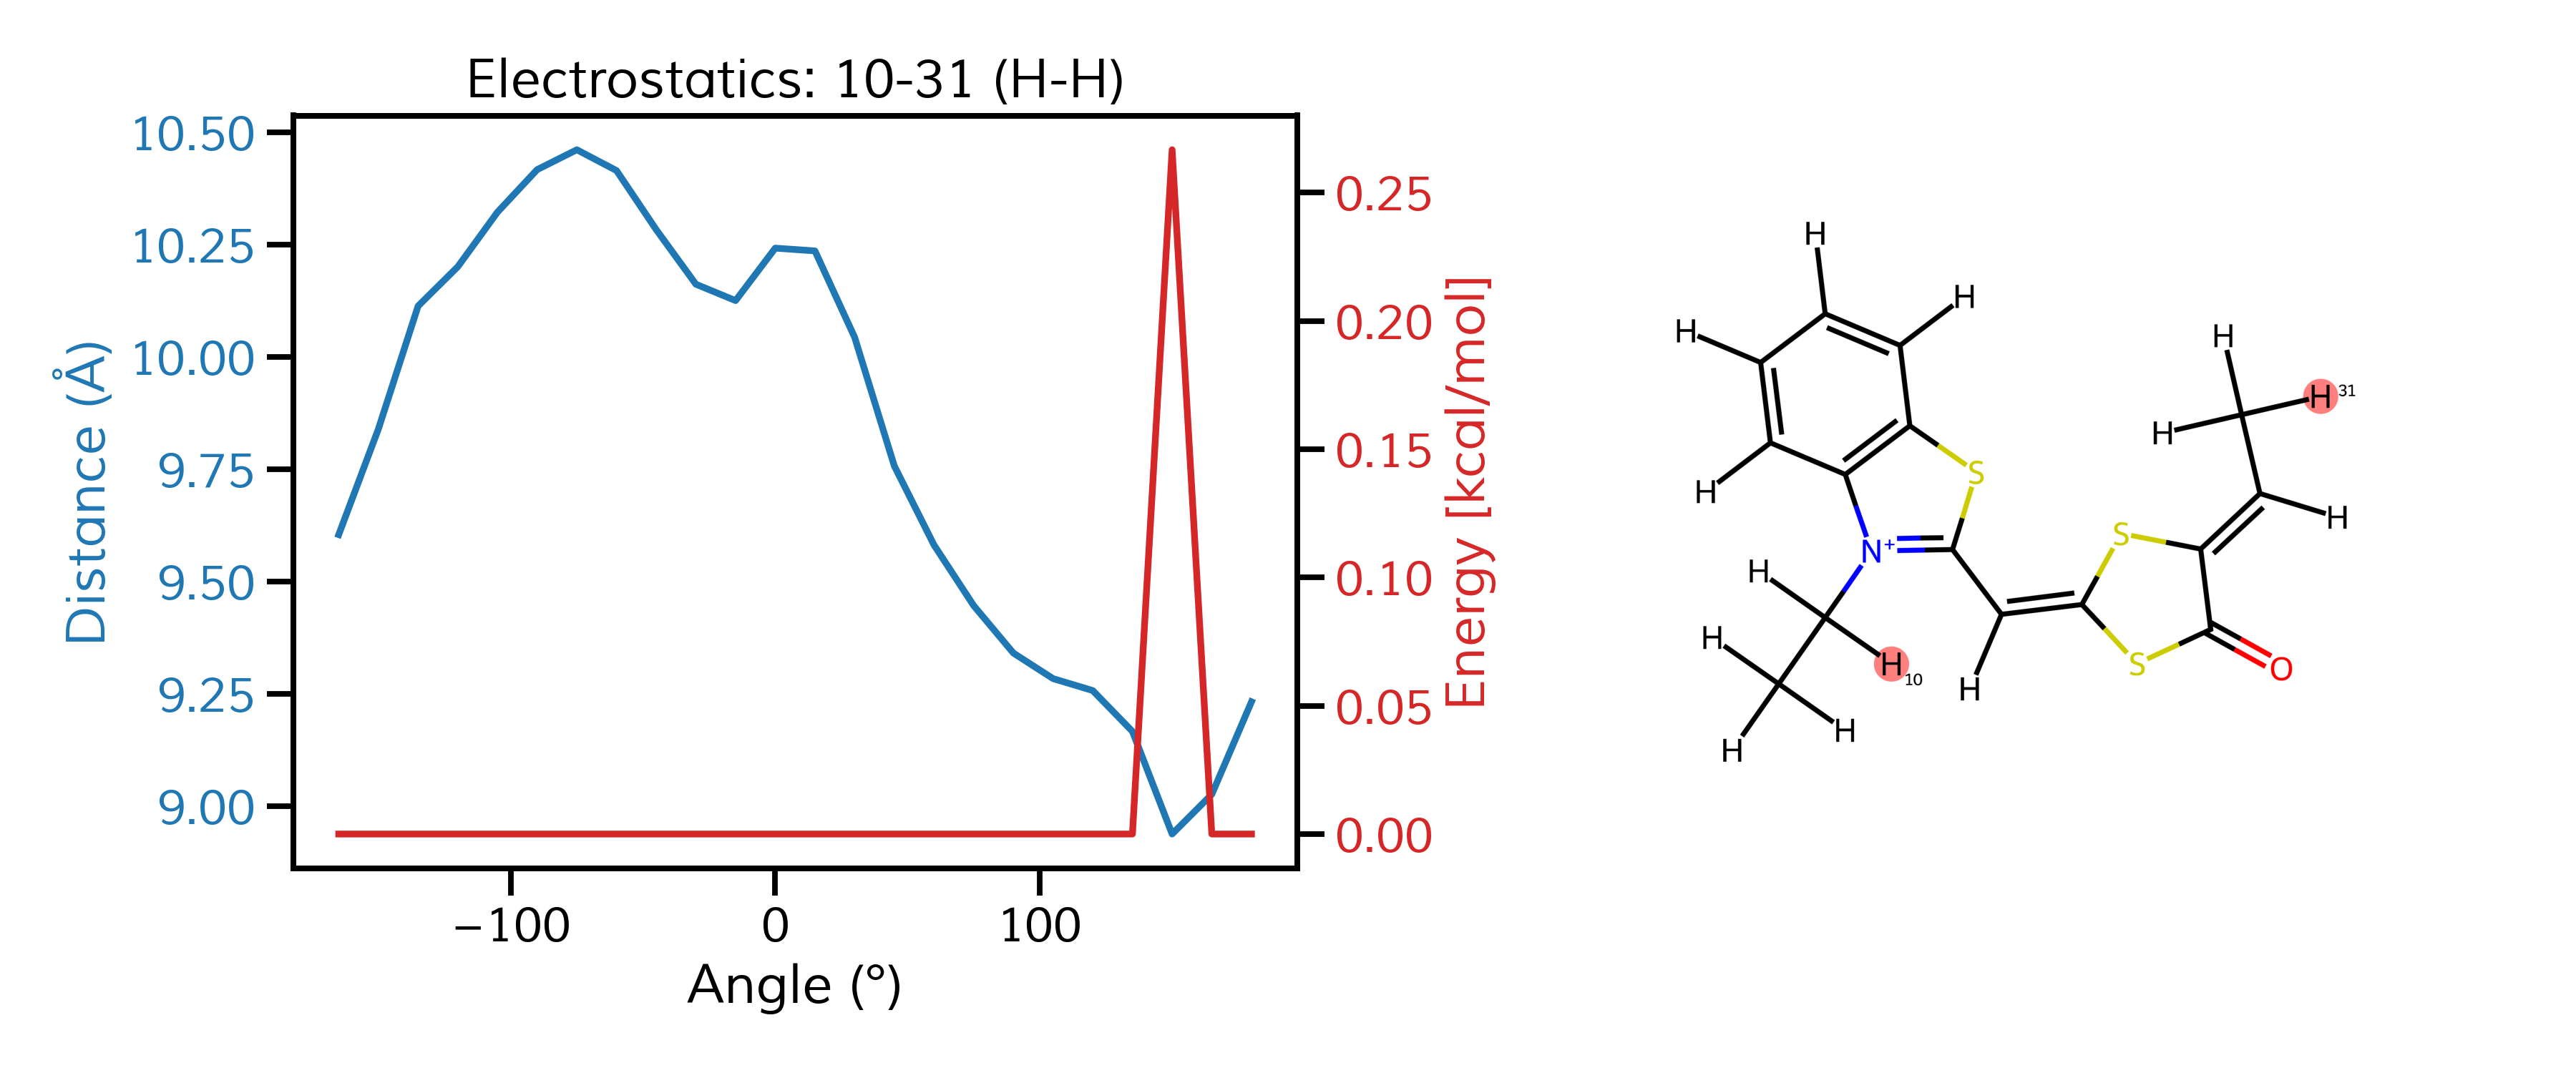 Electrostatics: 10-31 (H-H)
10.50
10.25
10.00
9.75
9.50
9.25
9.00
Distance (Å)
0.25
0.20
0.15
0.10
0.05
0.00
Energy [kcal/mol]
−100 0 100
Angle (°)
H
H
H
H
H
H 31
H
S
H
H
S
N+
H
H
H 10
H
S
O
H
H
H